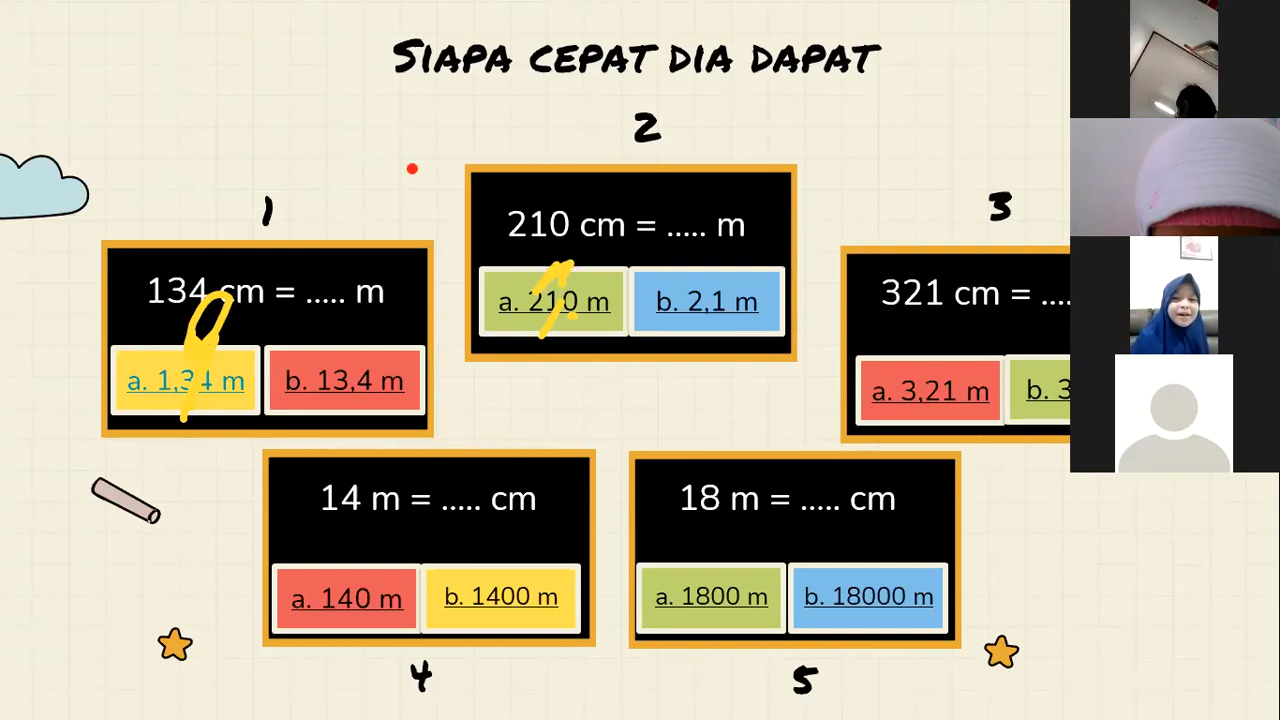 SIAPA CEPAT DIA DAPAT
1
134 cm = ..... m
a. 1,34 m
b. 13,4 m
2
210 cm = ..... m
a. 210 m
b. 2,1 m
3
321 cm = ....
a. 3,21 m
b. 3
14 m = ..... cm
a. 140 m
b. 1400 m
4
18 m = ..... cm
a. 1800 m
b. 18000 m
5